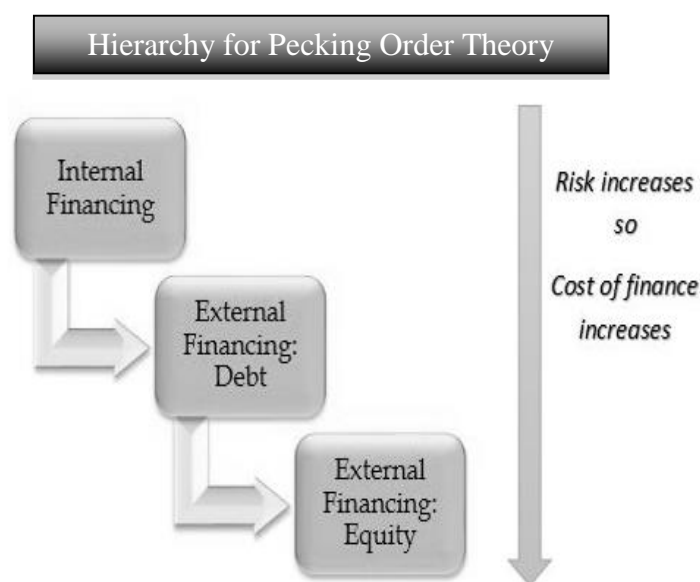 Hierarchy for Pecking Order Theory
Internal
Financing
External
Financing:
Debt
External
Financing:
Equity
Risk increases
so
Cost of finance
increases